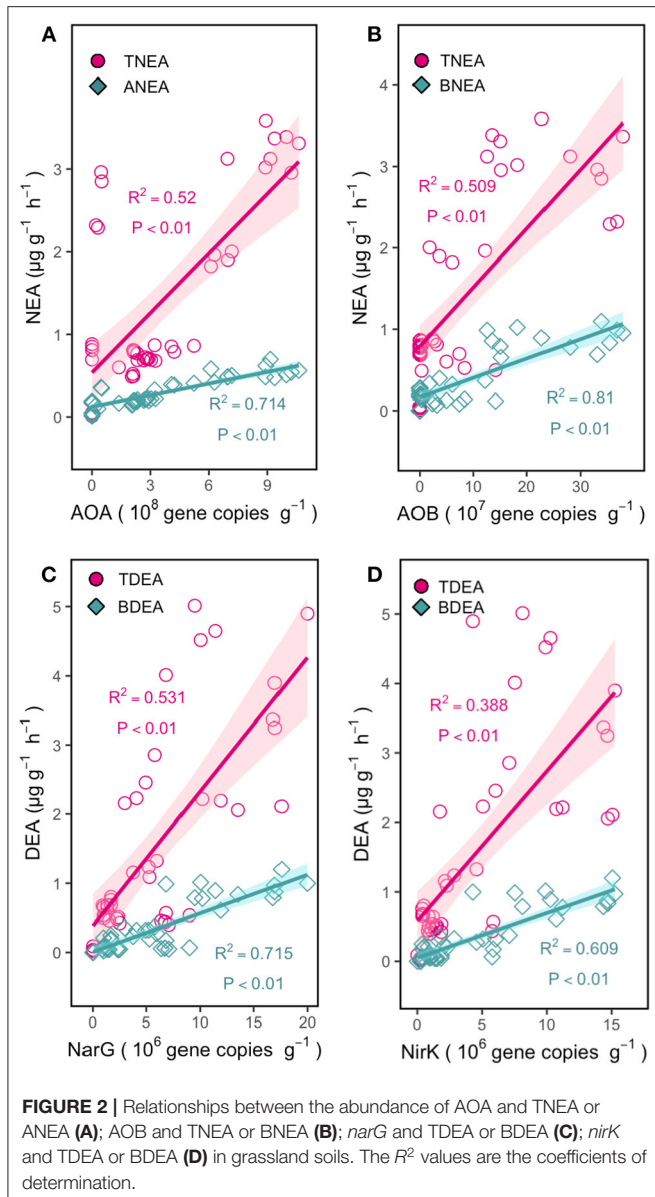 A
TNEA
ANEA
NEA (µg g⁻¹ h⁻¹)
3
2
1
0
R² = 0.52
P < 0.01
R² = 0.714
P < 0.01
0 3 6 9
AOA ( 10⁸ gene copies g⁻¹ )
B
TNEA
BNEA
NEA (µg g⁻¹ h⁻¹)
4
3
2
1
0
R² = 0.509
P < 0.01
R² = 0.81
P < 0.01
0 10 20 30
AOB ( 10⁷ gene copies g⁻¹ )
C
TDEA
BDEA
DEA (µg g⁻¹ h⁻¹)
5
4
3
2
1
0
R² = 0.531
P < 0.01
R² = 0.715
P < 0.01
0 5 10 15 20
NarG ( 10⁶ gene copies g⁻¹ )
D
TDEA
BDEA
DEA (µg g⁻¹ h⁻¹)
5
4
3
2
1
0
R² = 0.388
P < 0.01
R² = 0.609
P < 0.01
0 5 10 15
NirK ( 10⁶ gene copies g⁻¹ )
FIGURE 2 | Relationships between the abundance of AOA and TNEA or
ANEA (A); AOB and TNEA or BNEA (B); narG and TDEA or BDEA (C); nirK
and TDEA or BDEA (D) in grassland soils. The R² values are the coefficients of
determination.